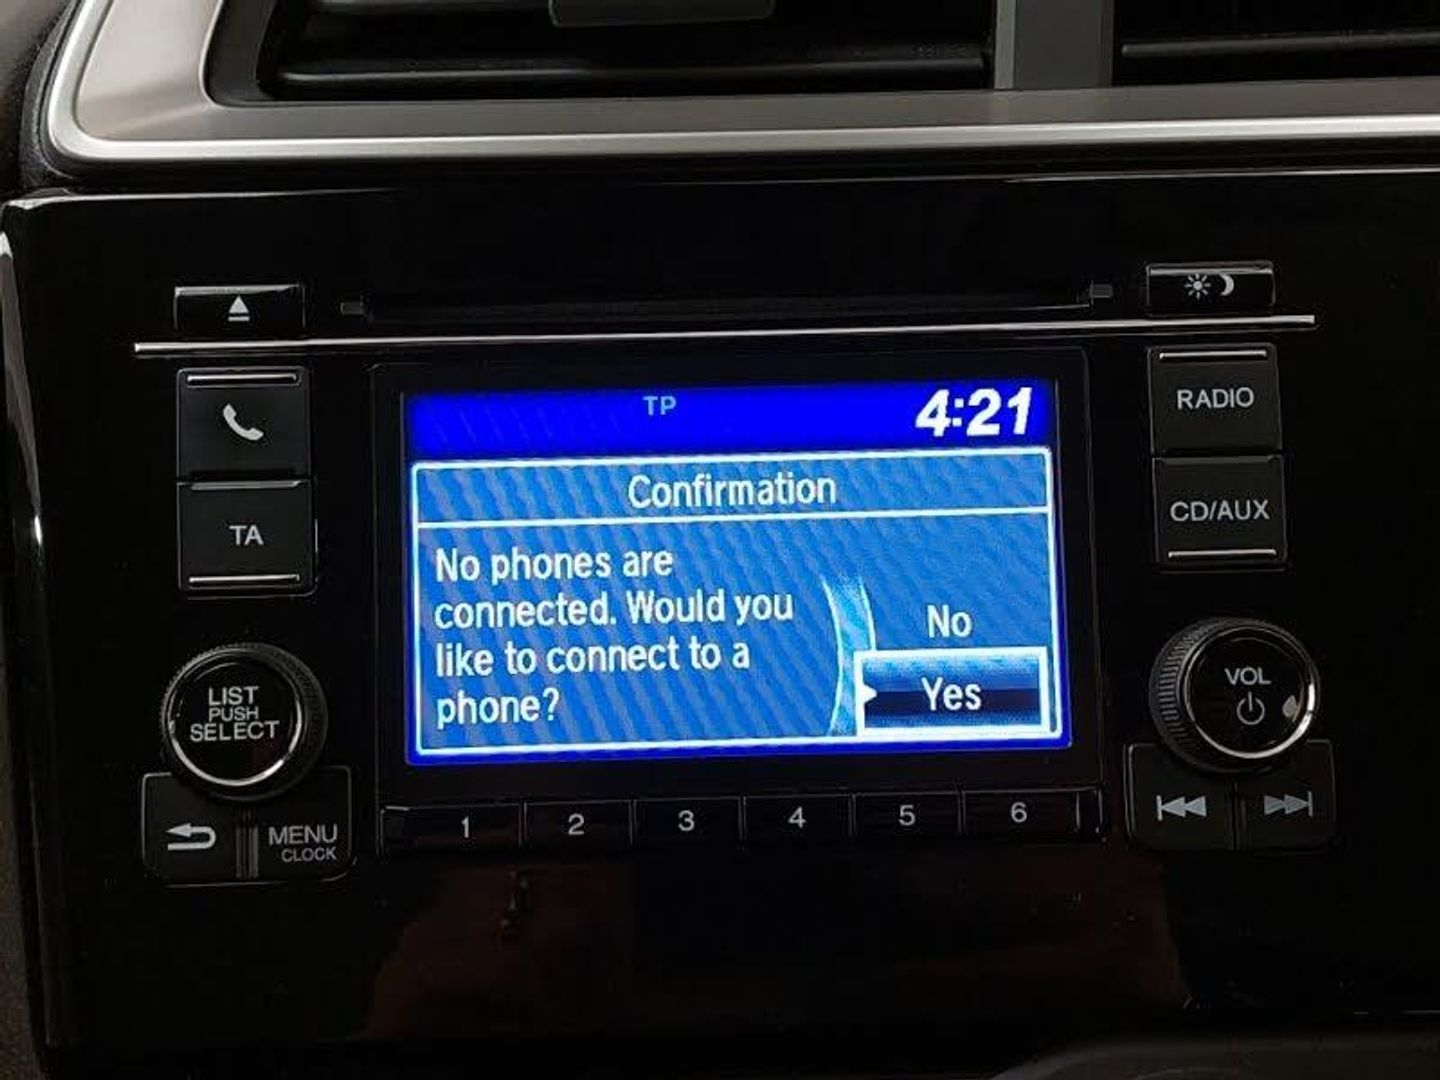 TP 4:21
Confirmation
No phones are
connected. Would you
like to connect to a
phone?
No
Yes
TA
RADIO
CD/AUX
LIST
PUSH
SELECT
VOL
MENU
CLOCK
1 2 3 4 5 6